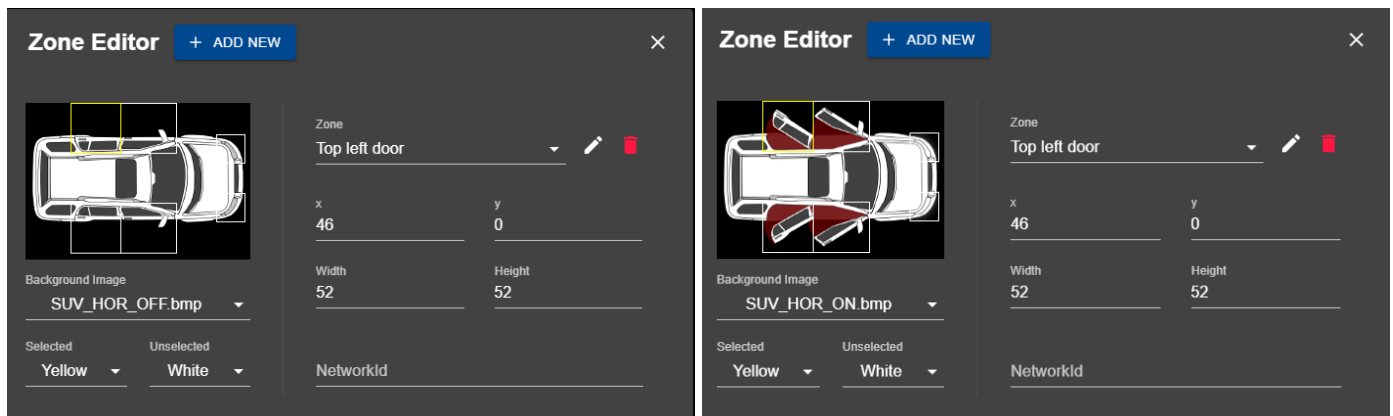 Zone Editor
+ ADD NEW
Zone
Top left door
x
46
y
0
Background Image
SUV_HOR_OFF.bmp
Width
52
Height
52
Selected
Yellow
Unselected
White
NetworkId
Zone Editor
+ ADD NEW
Zone
Top left door
x
46
y
0
Background Image
SUV_HOR_ON.bmp
Width
52
Height
52
Selected
Yellow
Unselected
White
NetworkId